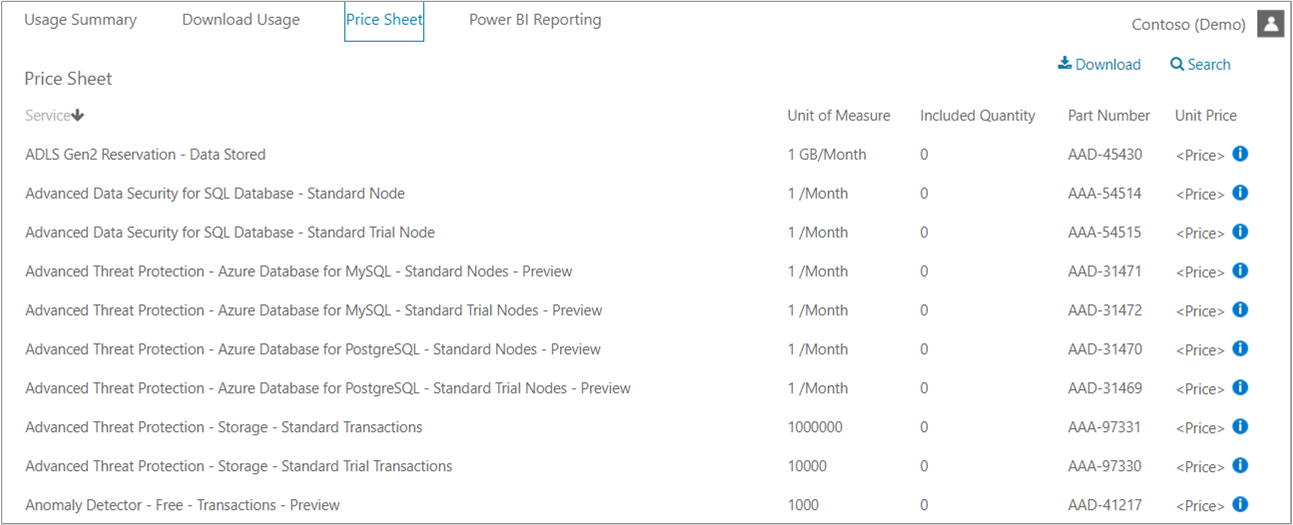 Usage Summary Download Usage Price Sheet Power BI Reporting Contoso (Demo)
Download Search
Price Sheet
Service Unit of Measure Included Quantity Part Number Unit Price
ADLS Gen2 Reservation - Data Stored 1 GB/Month 0 AAD-45430 <Price>
Advanced Data Security for SQL Database - Standard Node 1 /Month 0 AAA-54514 <Price>
Advanced Data Security for SQL Database - Standard Trial Node 1 /Month 0 AAA-54515 <Price>
Advanced Threat Protection - Azure Database for MySQL - Standard Nodes - Preview 1 /Month 0 AAD-31471 <Price>
Advanced Threat Protection - Azure Database for MySQL - Standard Trial Nodes - Preview 1 /Month 0 AAD-31472 <Price>
Advanced Threat Protection - Azure Database for PostgreSQL - Standard Nodes - Preview 1 /Month 0 AAD-31470 <Price>
Advanced Threat Protection - Azure Database for PostgreSQL - Standard Trial Nodes - Preview 1 /Month 0 AAD-31469 <Price>
Advanced Threat Protection - Storage - Standard Transactions 1000000 0 AAA-97331 <Price>
Advanced Threat Protection - Storage - Standard Trial Transactions 10000 0 AAA-97330 <Price>
Anomaly Detector - Free - Transactions - Preview 1000 0 AAD-41217 <Price>